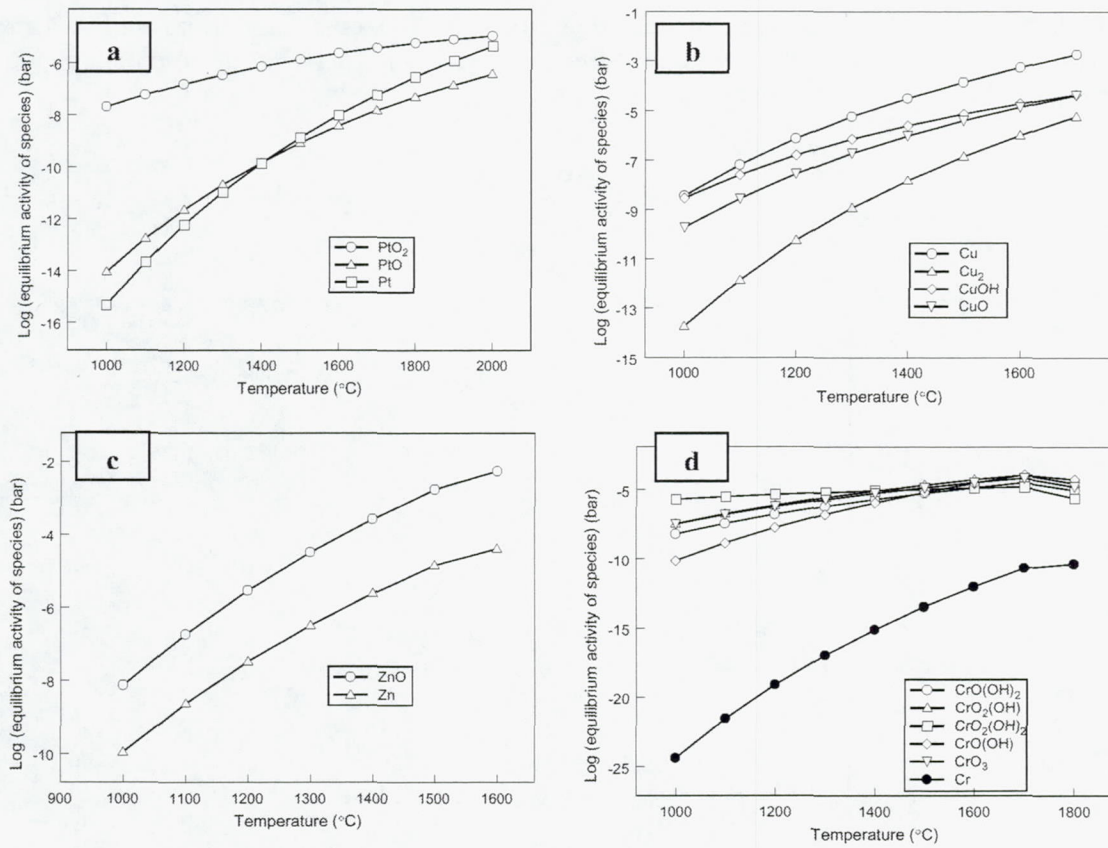 a
Log (equilibrium activity of species) (bar)
-6
-8
-10
-12
-14
-16
PtO2
PtO
Pt
1000
1200
1400
1600
1800
2000
Temperature (°C)
b
Log (equilibrium activity of species) (bar)
-1
-3
-5
-7
-9
-11
-13
-15
Cu
Cu2
CuOH
CuO
1000
1200
1400
1600
Temperature (°C)
c
Log (equilibrium activity of species) (bar)
-2
-4
-6
-8
-10
ZnO
Zn
900
1000
1100
1200
1300
1400
1500
1600
Temperature (°C)
d
Log (equilibrium activity of species) (bar)
-5
-10
-15
-20
-25
CrO(OH)2
CrO2(OH)
CrO2(OH)2
CrO(OH)
CrO3
Cr
1000
1200
1400
1600
1800
Temperature (°C)